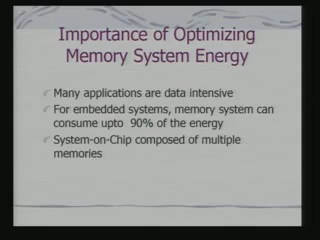 Importance of Optimizing
Memory System Energy
Many applications are data intensive
For embedded systems, memory system can
consume upto 90% of the energy
System-on-Chip composed of multiple
memories